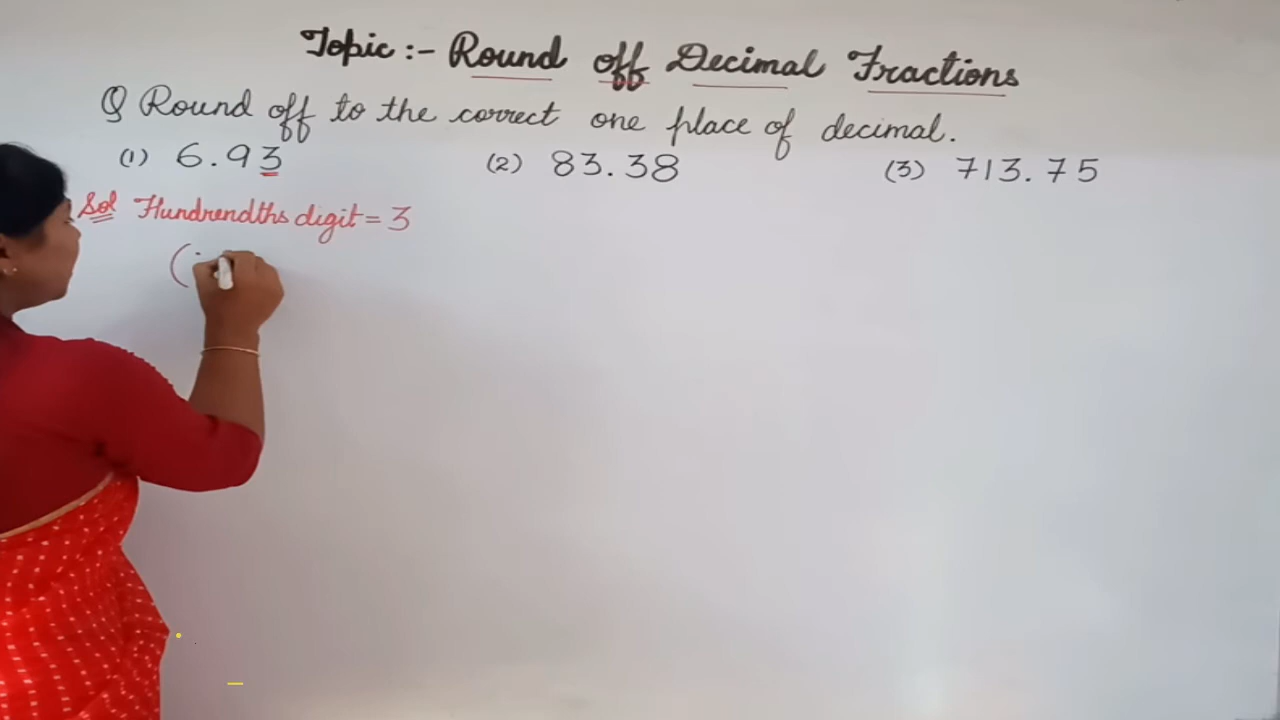 Topic :- Round off Decimal Fractions
Q Round off to the correct one place of decimal.
(1) 6.93 (2) 83.38 (3) 713.75
Sol Hundrendths digit = 3
(